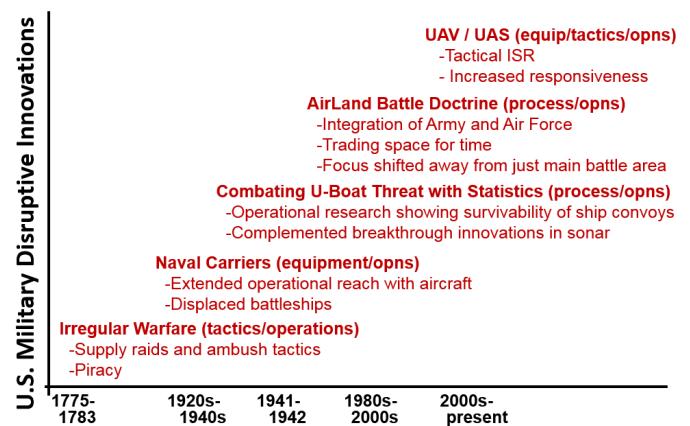 U.S. Military Disruptive Innovations
UAV / UAS (equip/tactics/opns)
-Tactical ISR
- Increased responsiveness
AirLand Battle Doctrine (process/opns)
-Integration of Army and Air Force
-Trading space for time
-Focus shifted away from just main battle area
Combating U-Boat Threat with Statistics (process/opns)
-Operational research showing survivability of ship convoys
-Complemented breakthrough innovations in sonar
Naval Carriers (equipment/opns)
-Extended operational reach with aircraft
-Displaced battleships
Irregular Warfare (tactics/operations)
-Supply raids and ambush tactics
-Piracy
1775-
1783
1920s-
1940s
1941-
1942
1980s-
2000s
2000s-
present